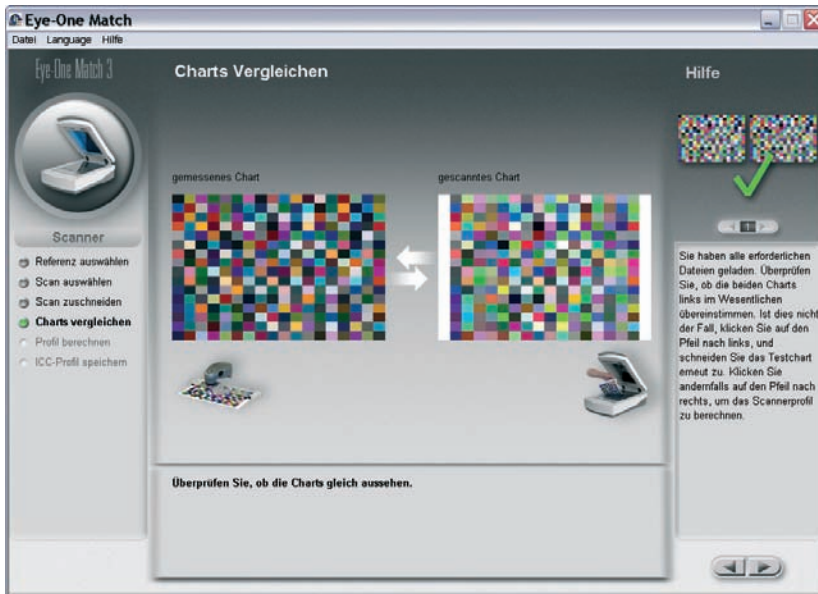 Eye-One Match
Datei Language Hilfe
Eye-One Match 3
Charts Vergleichen
Hilfe
gemessenes Chart
gescanntes Chart
Scanner
Referenz auswählen
Scan auswählen
Scan zuschneiden
Charts vergleichen
Profil berechnen
ICC-Profil speichern
1
Sie haben alle erforderlichen
Dateien geladen. Überprüfen
Sie, ob die beiden Charts
links im Wesentlichen
übereinstimmen. Ist dies nicht
der Fall, klicken Sie auf den
Pfeil nach links, und
schneiden Sie das Testchart
erneut zu. Klicken Sie
andernfalls auf den Pfeil nach
rechts, um das Scannerprofil
zu berechnen.
Überprüfen Sie, ob die Charts gleich aussehen.